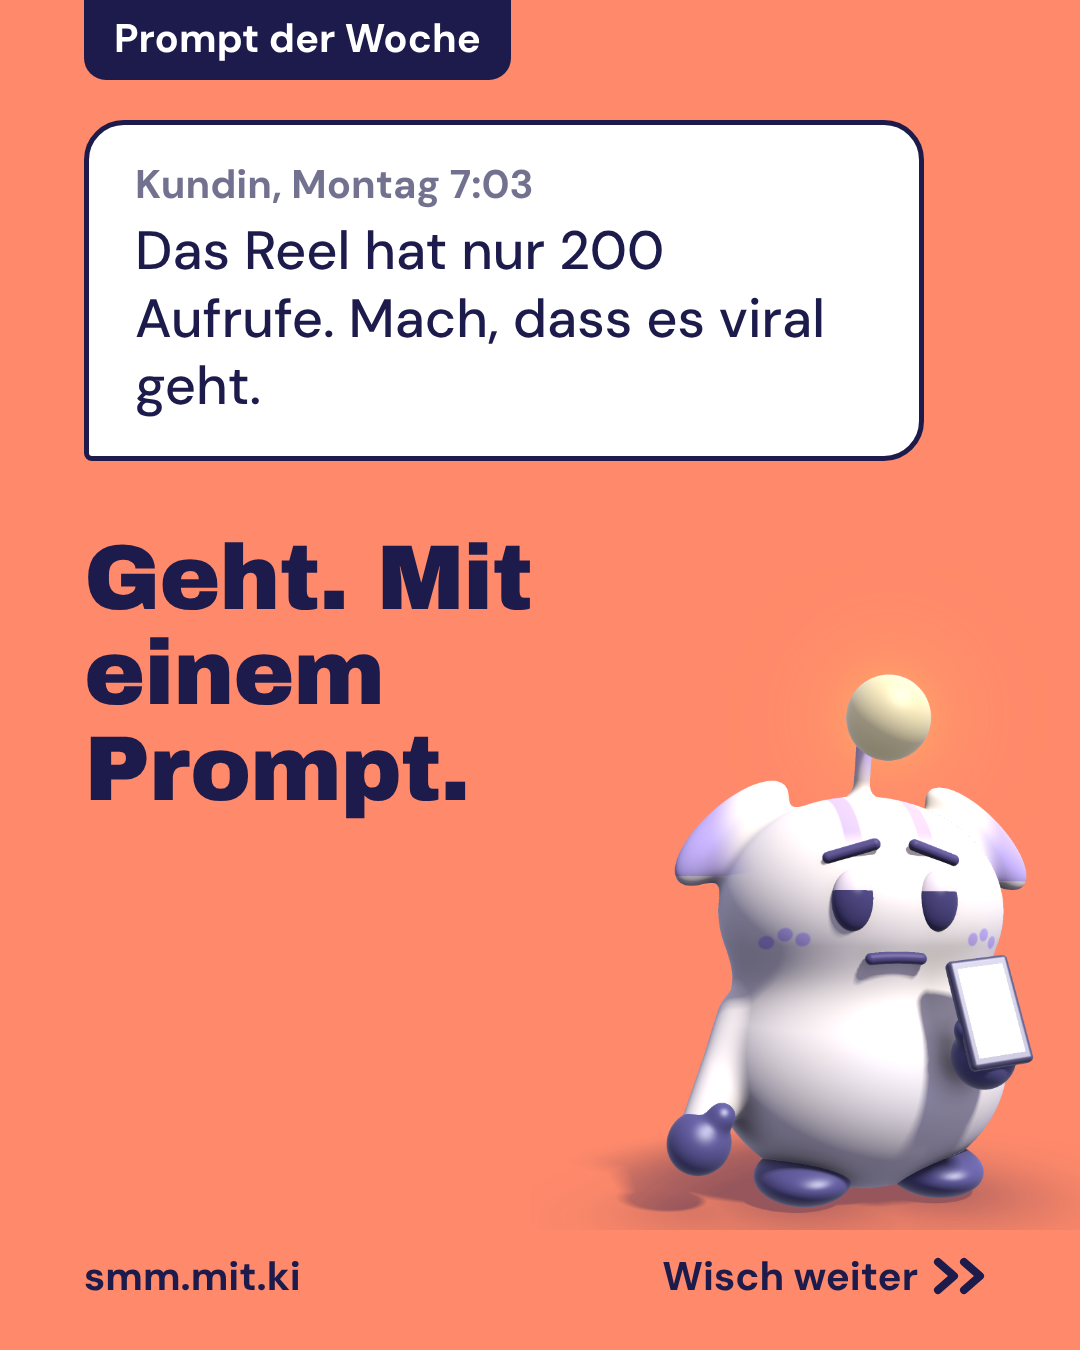 Prompt der Woche
Kundin, Montag 7:03
Das Reel hat nur 200
Aufrufe. Mach, dass es viral
geht.
Geht. Mit
einem
Prompt.
smm.mit.ki
Wisch weiter